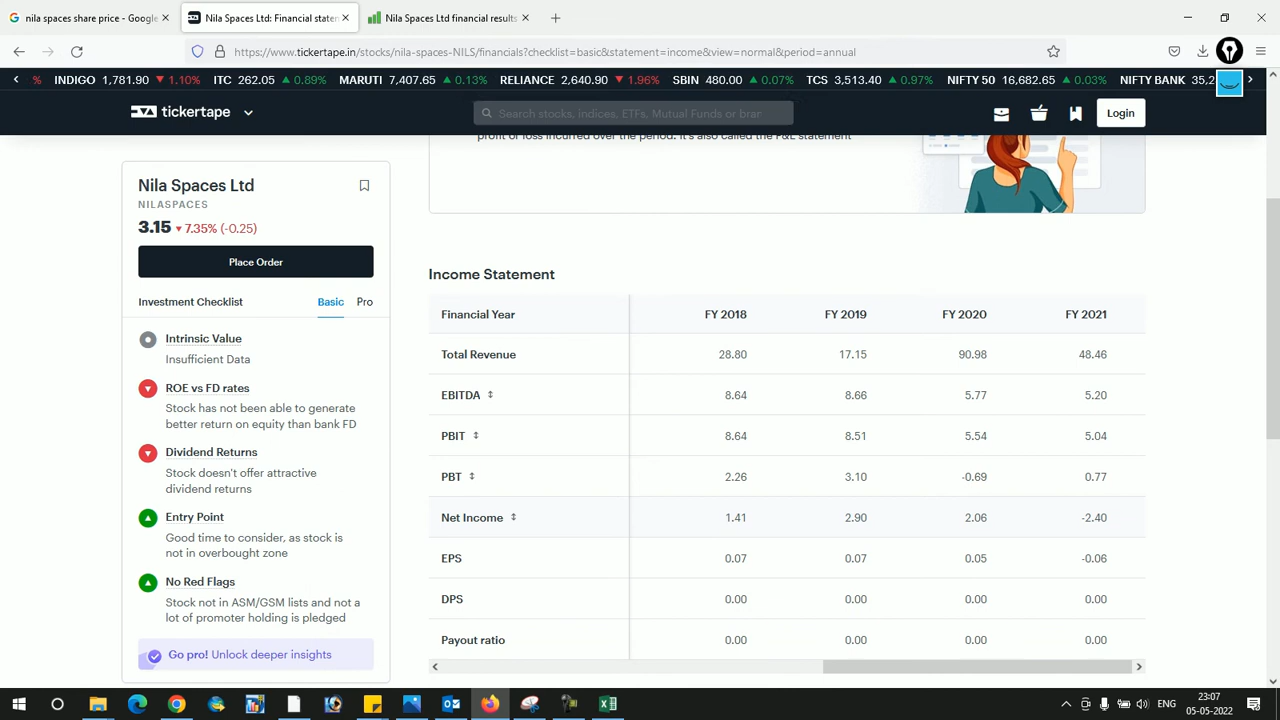 nila spaces share price - Google
Nila Spaces Ltd: Financial staten
Nila Spaces Ltd financial results
https://www.tickertape.in/stocks/nila-spaces-NILS/financials?checklist=basic&statement=income&view=normal&period=annual
% INDIGO 1,781.90 1.10% ITC 262.05 0.89% MARUTI 7,407.65 0.13% RELIANCE 2,640.90 1.96% SBIN 480.00 0.07% TCS 3,513.40 0.97% NIFTY 50 16,682.65 0.03% NIFTY BANK 35,2
tickertape
Search stocks, indices, ETFs, Mutual Funds or bran
Login
profit or loss incurred over the period. It's also called the P&L statement
Nila Spaces Ltd
NILASPACES
3.15 7.35% (-0.25)
Place Order
Investment Checklist Basic Pro
Intrinsic Value
Insufficient Data
ROE vs FD rates
Stock has not been able to generate
better return on equity than bank FD
Dividend Returns
Stock doesn't offer attractive
dividend returns
Entry Point
Good time to consider, as stock is
not in overbought zone
No Red Flags
Stock not in ASM/GSM lists and not a
lot of promoter holding is pledged
Go pro! Unlock deeper insights
Income Statement
Financial Year FY 2018 FY 2019 FY 2020 FY 2021
Total Revenue 28.80 17.15 90.98 48.46
EBITDA 8.64 8.66 5.77 5.20
PBIT 8.64 8.51 5.54 5.04
PBT 2.26 3.10 -0.69 0.77
Net Income 1.41 2.90 2.06 -2.40
EPS 0.07 0.07 0.05 -0.06
DPS 0.00 0.00 0.00 0.00
Payout ratio 0.00 0.00 0.00 0.00
ENG
23:07
05-05-2022